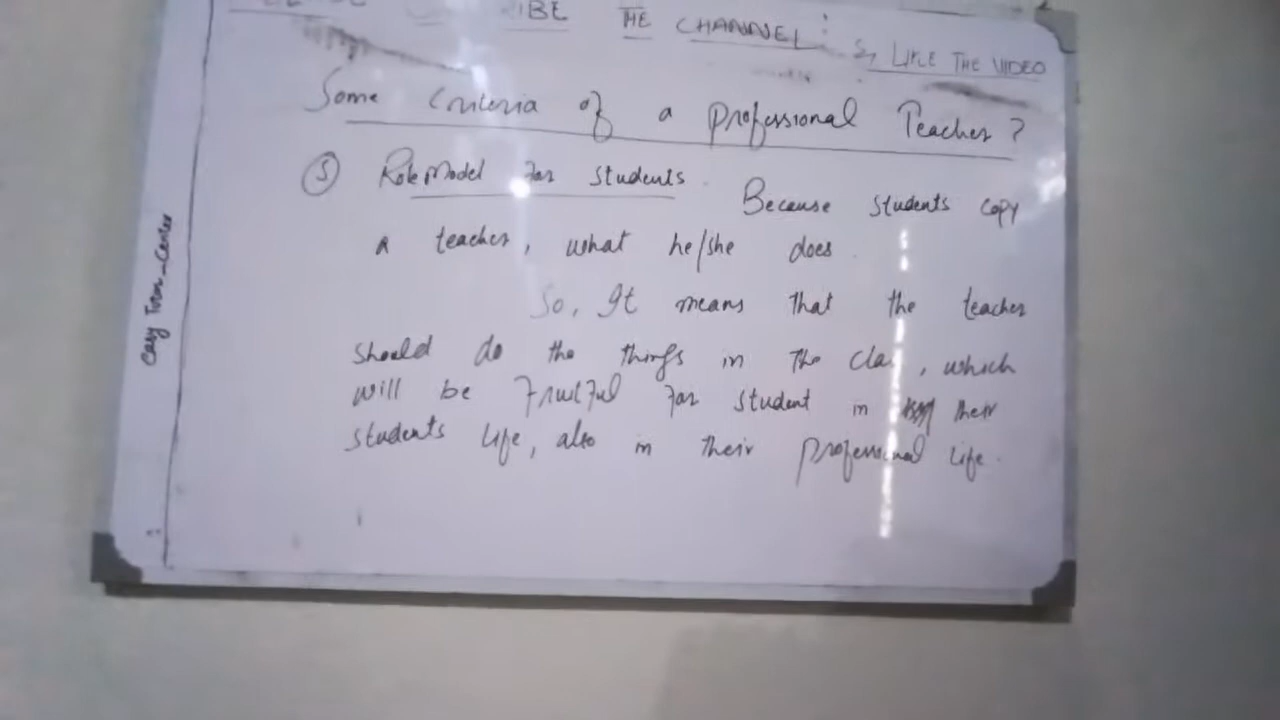 IBE THE CHANNEL: & LIKE THE VIDEO
Some Criteria of a professional Teacher?
5 Role Model for students. Because students copy
a teacher, what he/she does.
So, It means that the teacher
should do the things in the cla , which
will be fruitful for student in their
students life, also in their professional life.
Easy Turor_Center